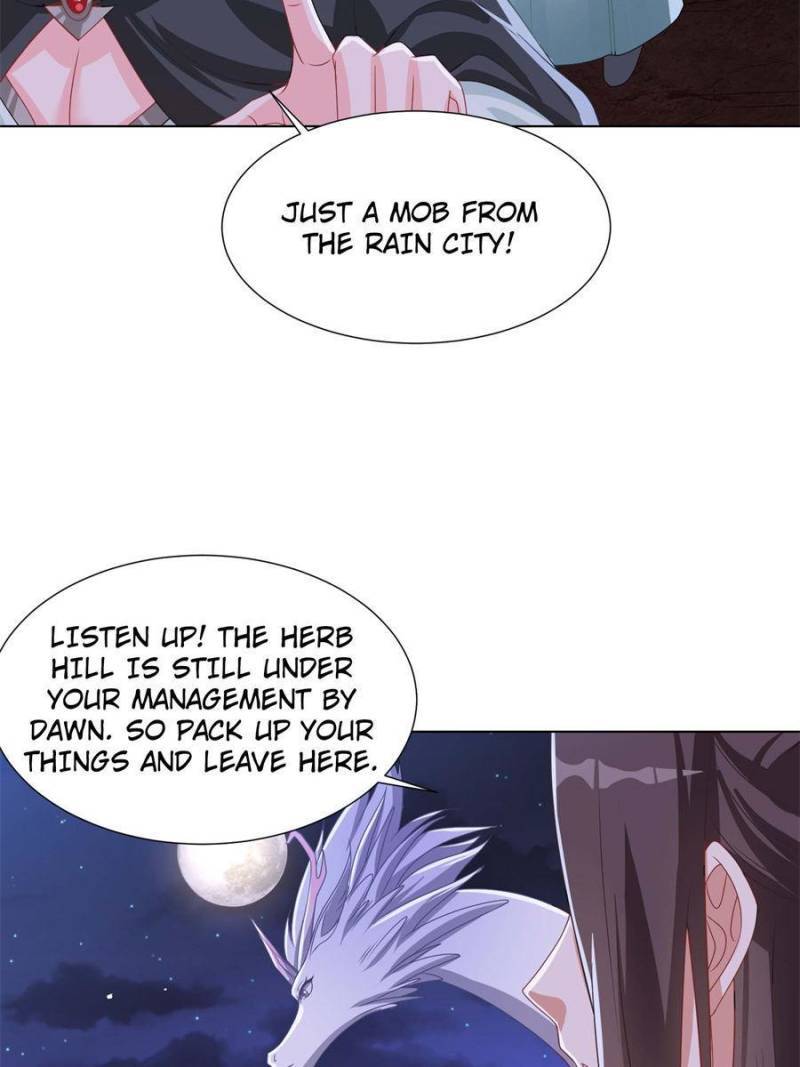 JUST A MOB FROM
THE RAIN CITY!
LISTEN UP! THE HERB
HILL IS STILL UNDER
YOUR MANAGEMENT BY
DAWN. SO PACK UP YOUR
THINGS AND LEAVE HERE.